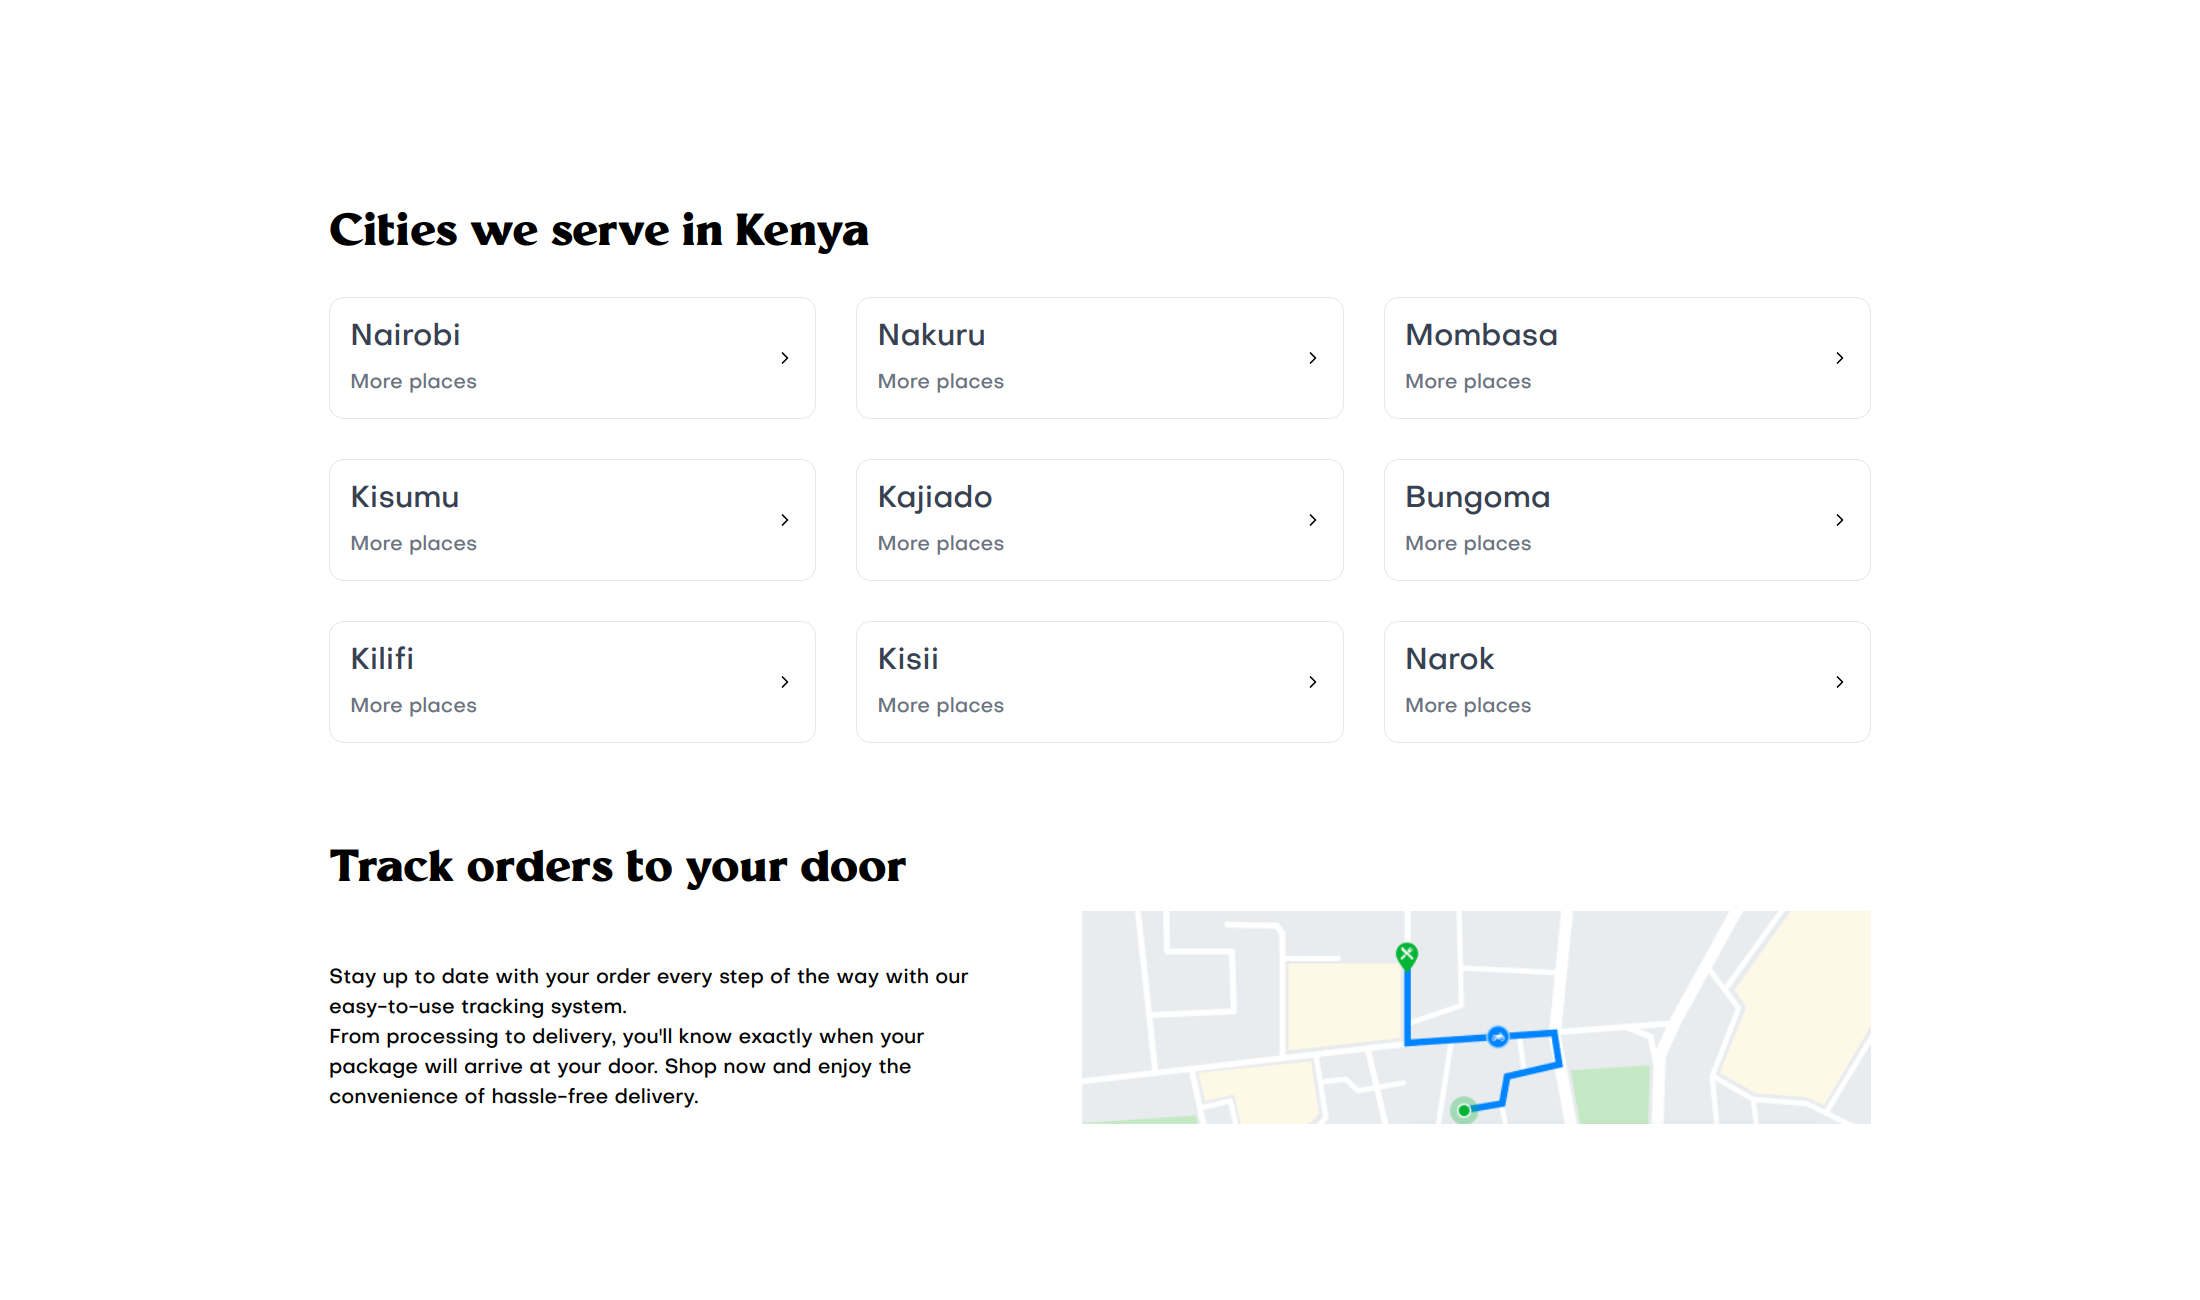 Cities we serve in Kenya
Nairobi
More places
Nakuru
More places
Mombasa
More places
Kisumu
More places
Kajiado
More places
Bungoma
More places
Kilifi
More places
Kisii
More places
Narok
More places
Track orders to your door
Stay up to date with your order every step of the way with our
easy-to-use tracking system.
From processing to delivery, you'll know exactly when your
package will arrive at your door. Shop now and enjoy the
convenience of hassle-free delivery.